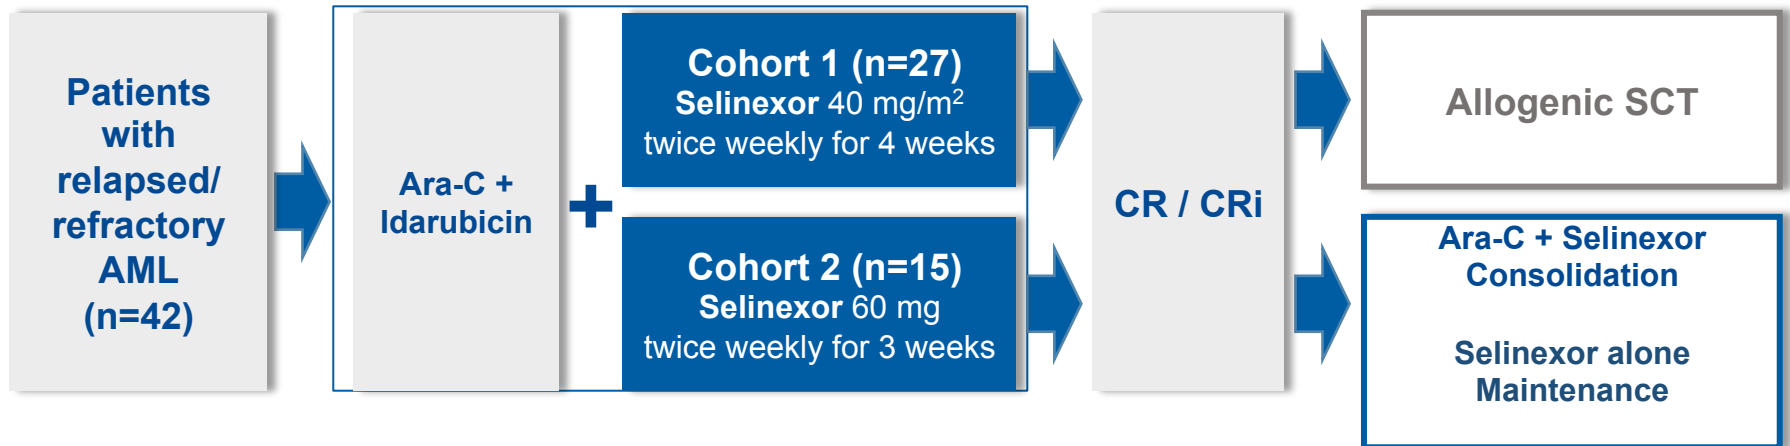 Patients
with
relapsed/
refractory
AML
(n=42)
Ara-C +
Idarubicin
+
Cohort 1 (n=27)
Selinexor 40 mg/m²
twice weekly for 4 weeks
Cohort 2 (n=15)
Selinexor 60 mg
twice weekly for 3 weeks
CR / CRi
Allogenic SCT
Ara-C + Selinexor
Consolidation
Selinexor alone
Maintenance